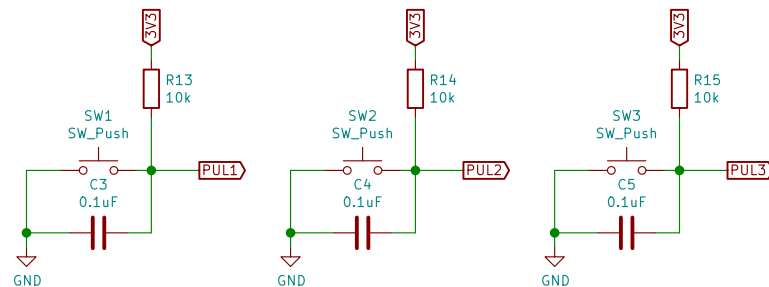 3V3
R13
10k
SW1
SW_Push
PUL1
C3
0.1uF
GND
3V3
R14
10k
SW2
SW_Push
PUL2
C4
0.1uF
GND
3V3
R15
10k
SW3
SW_Push
PUL3
C5
0.1uF
GND